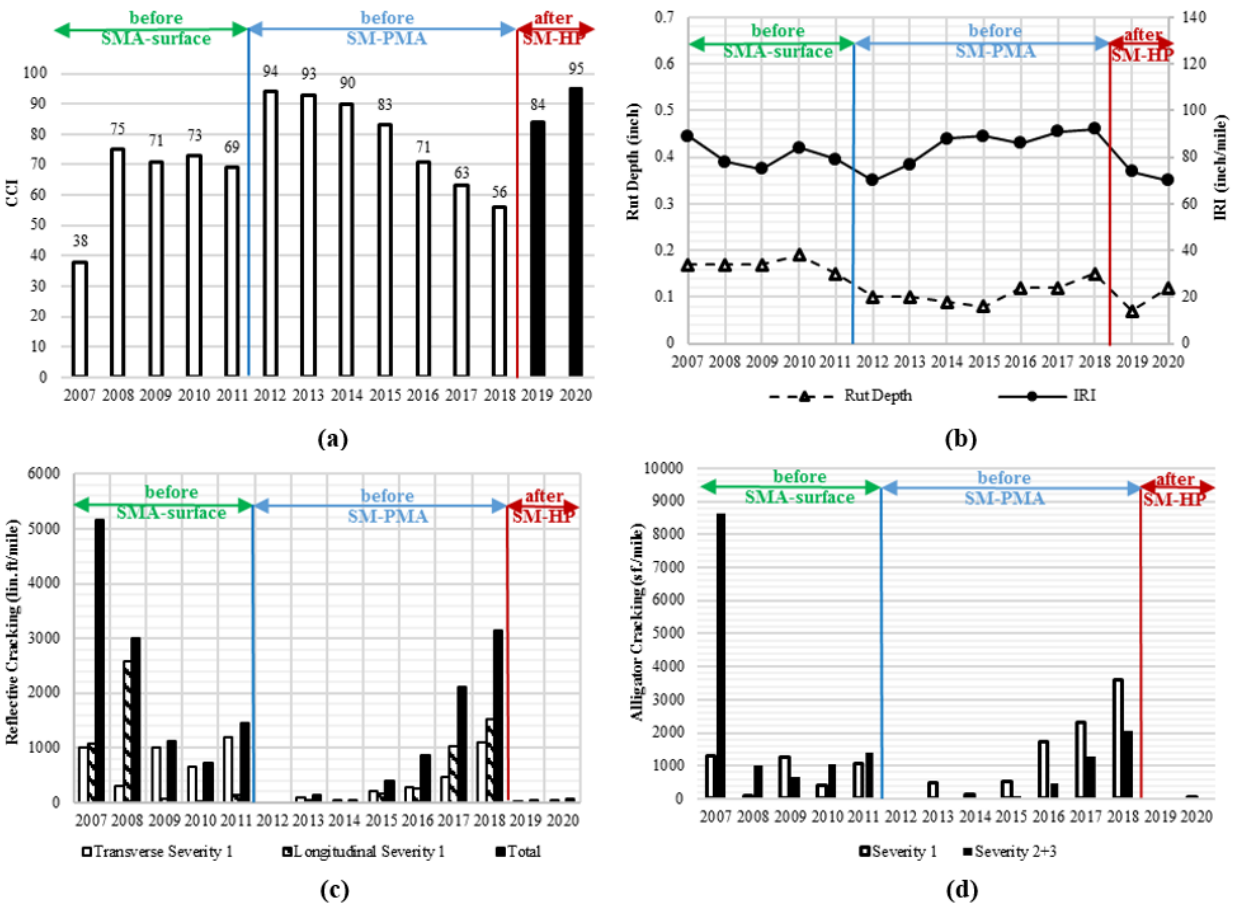 before
SMA-surface
before
SM-PMA
after
SM-HP
CCI
100
90
80
70
60
50
40
30
20
10
0
38
75
71
73
69
94
93
90
83
71
63
56
84
95
2007 2008 2009 2010 2011 2012 2013 2014 2015 2016 2017 2018 2019 2020
(a)
before
SMA-surface
before
SM-PMA
after
SM-HP
Rut Depth (inch)
0.7
0.6
0.5
0.4
0.3
0.2
0.1
0
IRI (inch/mile)
140
120
100
80
60
40
20
0
2007 2008 2009 2010 2011 2012 2013 2014 2015 2016 2017 2018 2019 2020
Rut Depth IRI
(b)
before
SMA-surface
before
SM-PMA
after
SM-HP
Reflective Cracking (lin.ft/mile)
6000
5000
4000
3000
2000
1000
0
2007 2008 2009 2010 2011 2012 2013 2014 2015 2016 2017 2018 2019 2020
Transverse Severity 1 Longitudinal Severity 1 Total
(c)
before
SMA-surface
before
SM-PMA
after
SM-HP
Alligator Cracking (sf./mile)
10000
9000
8000
7000
6000
5000
4000
3000
2000
1000
0
2007 2008 2009 2010 2011 2012 2013 2014 2015 2016 2017 2018 2019 2020
Severity 1 Severity 2+3
(d)